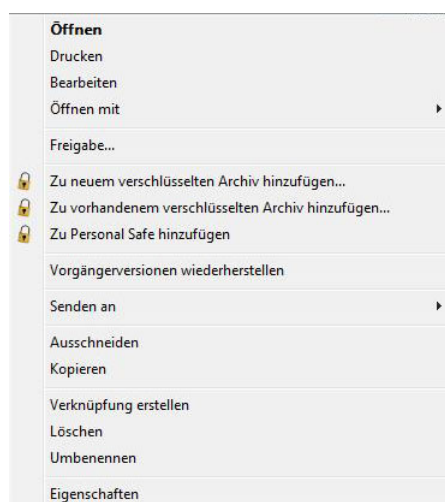 Öffnen
Drucken
Bearbeiten
Öffnen mit
Freigabe...
Zu neuem verschlüsselten Archiv hinzufügen...
Zu vorhandenem verschlüsselten Archiv hinzufügen...
Zu Personal Safe hinzufügen
Vorgängerversionen wiederherstellen
Senden an
Ausschneiden
Kopieren
Verknüpfung erstellen
Löschen
Umbenennen
Eigenschaften